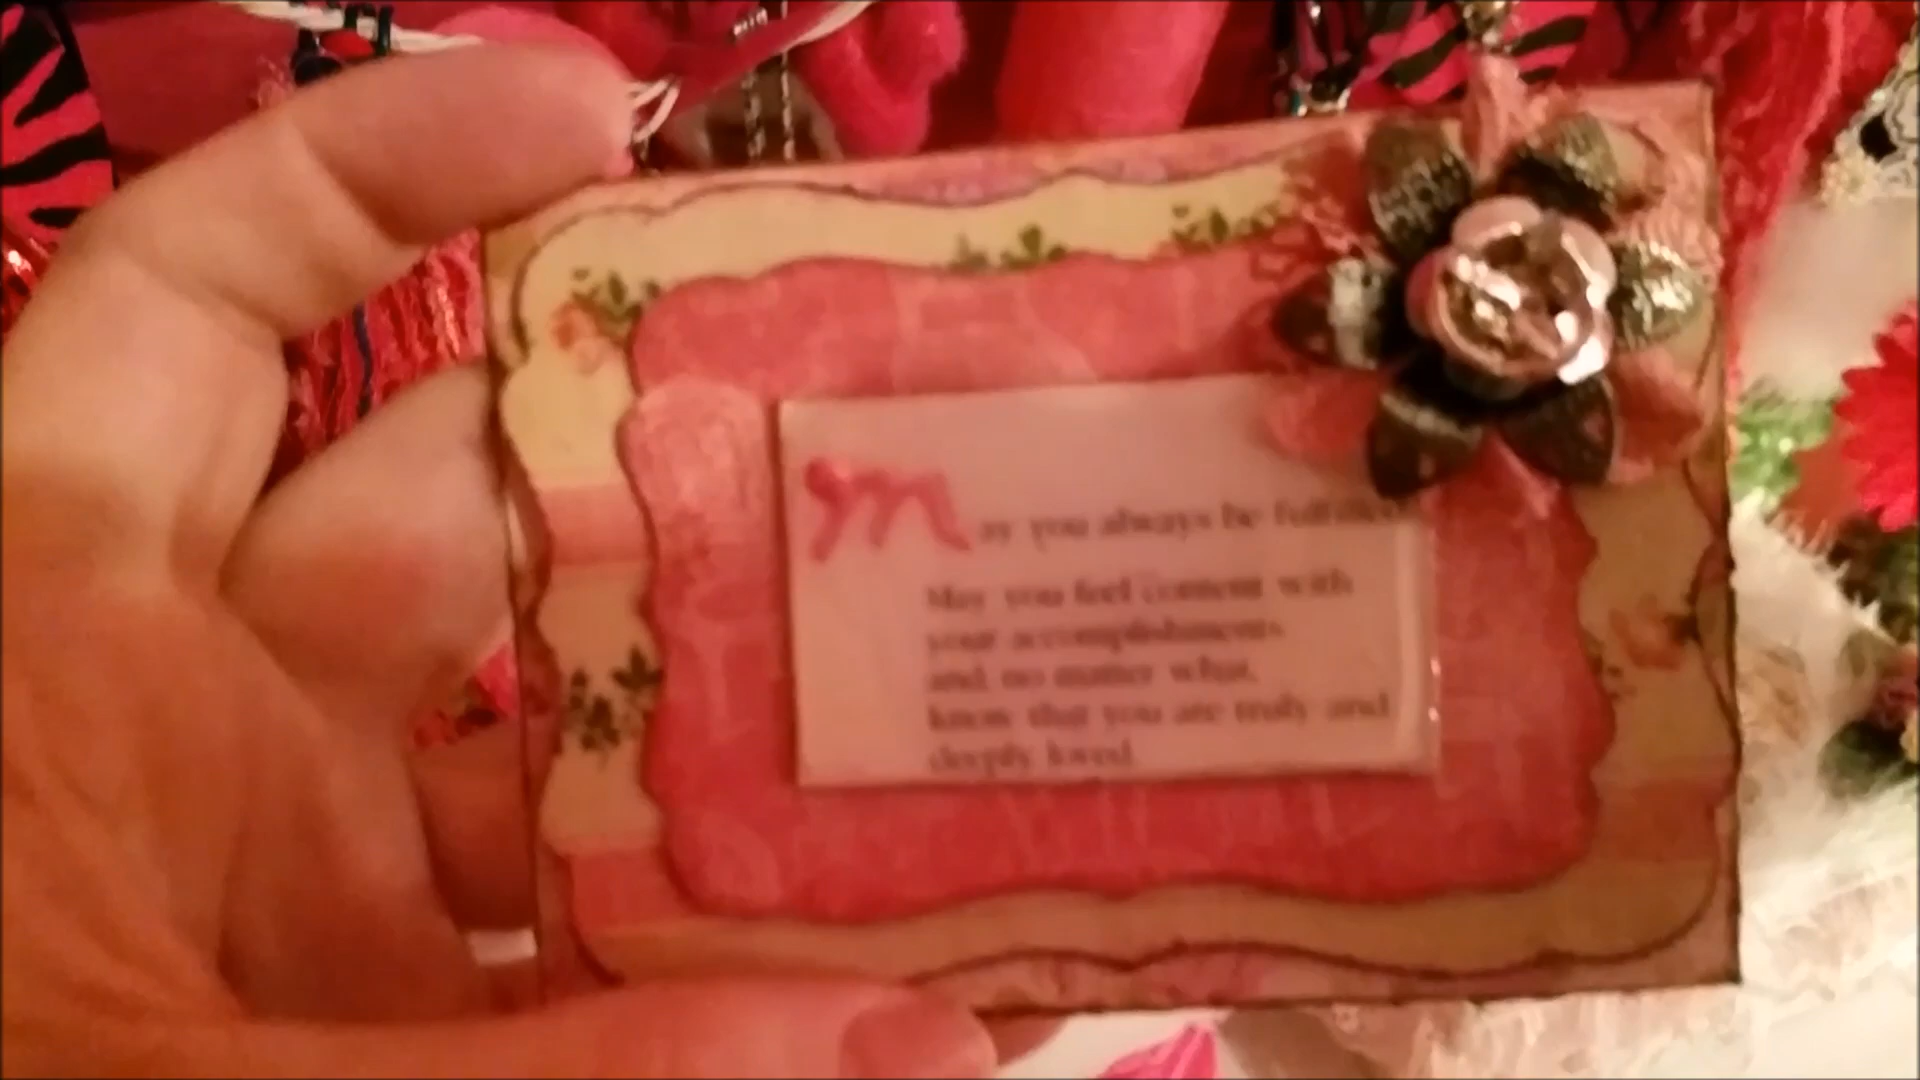 May you always be fulfilled
May you feel content with
your accomplishments
and no matter what,
know that you are truly and
deeply loved.